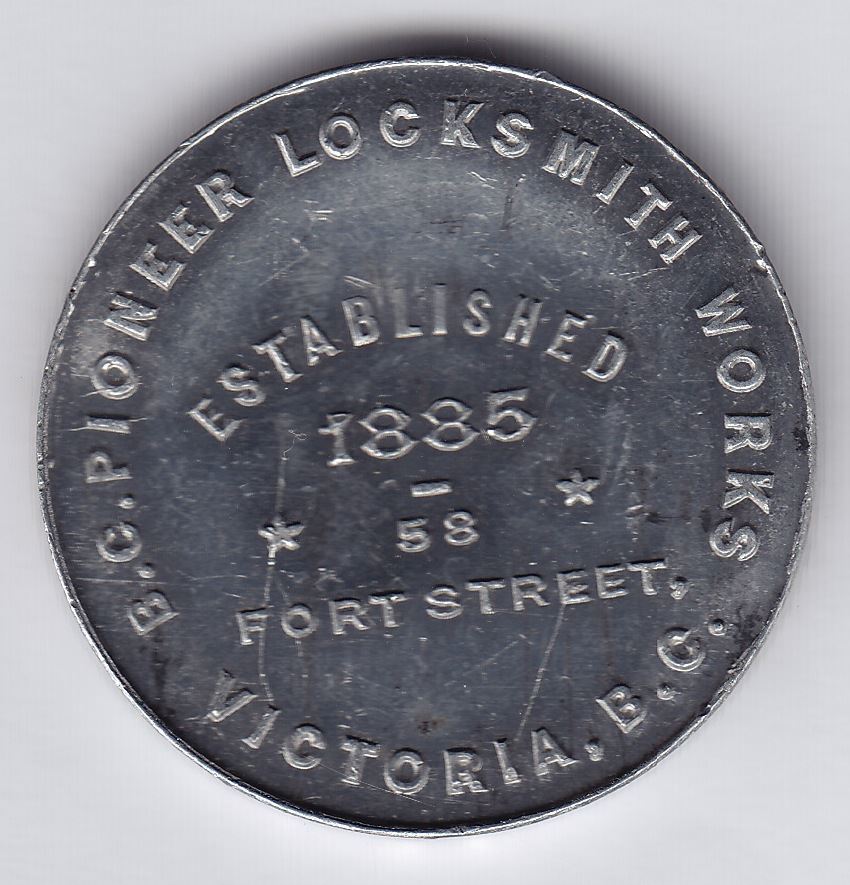 B.C. PIONEER LOCKSMITH WORKS
ESTABLISHED
1885
58
FORT STREET,
VICTORIA, B.C.